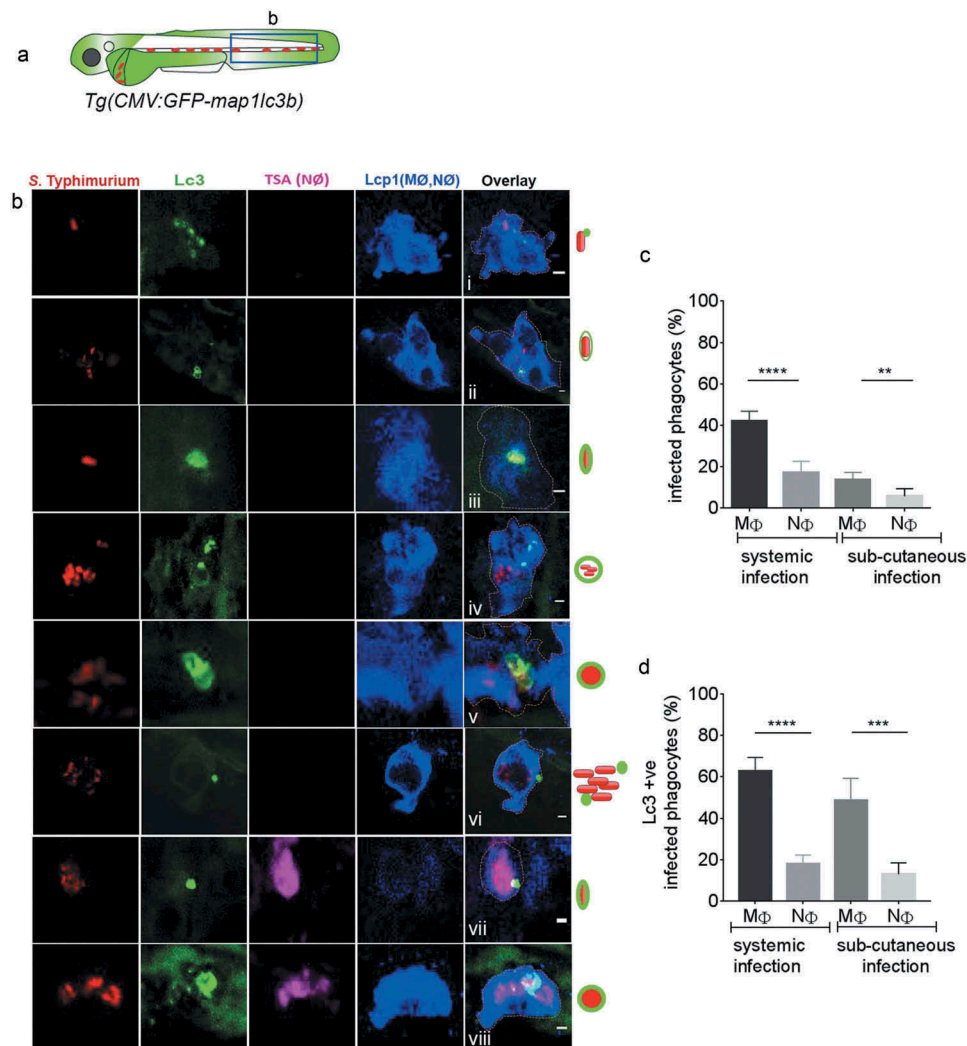 b
a
Tg(CMV:GFP-map1lc3b)
b
S. Typhimurium Lc3 TSA (NØ) Lcp1(MØ,NØ) Overlay
i
ii
iii
iv
v
vi
vii
viii
c
infected phagocytes (%)
100
80
60
40
20
0
**** **
MΦ NΦ MΦ NΦ
systemic infection
sub-cutaneous infection
d
Lc3 +ve
infected phagocytes (%)
100
80
60
40
20
0
**** ***
MΦ NΦ MΦ NΦ
systemic infection
sub-cutaneous infection